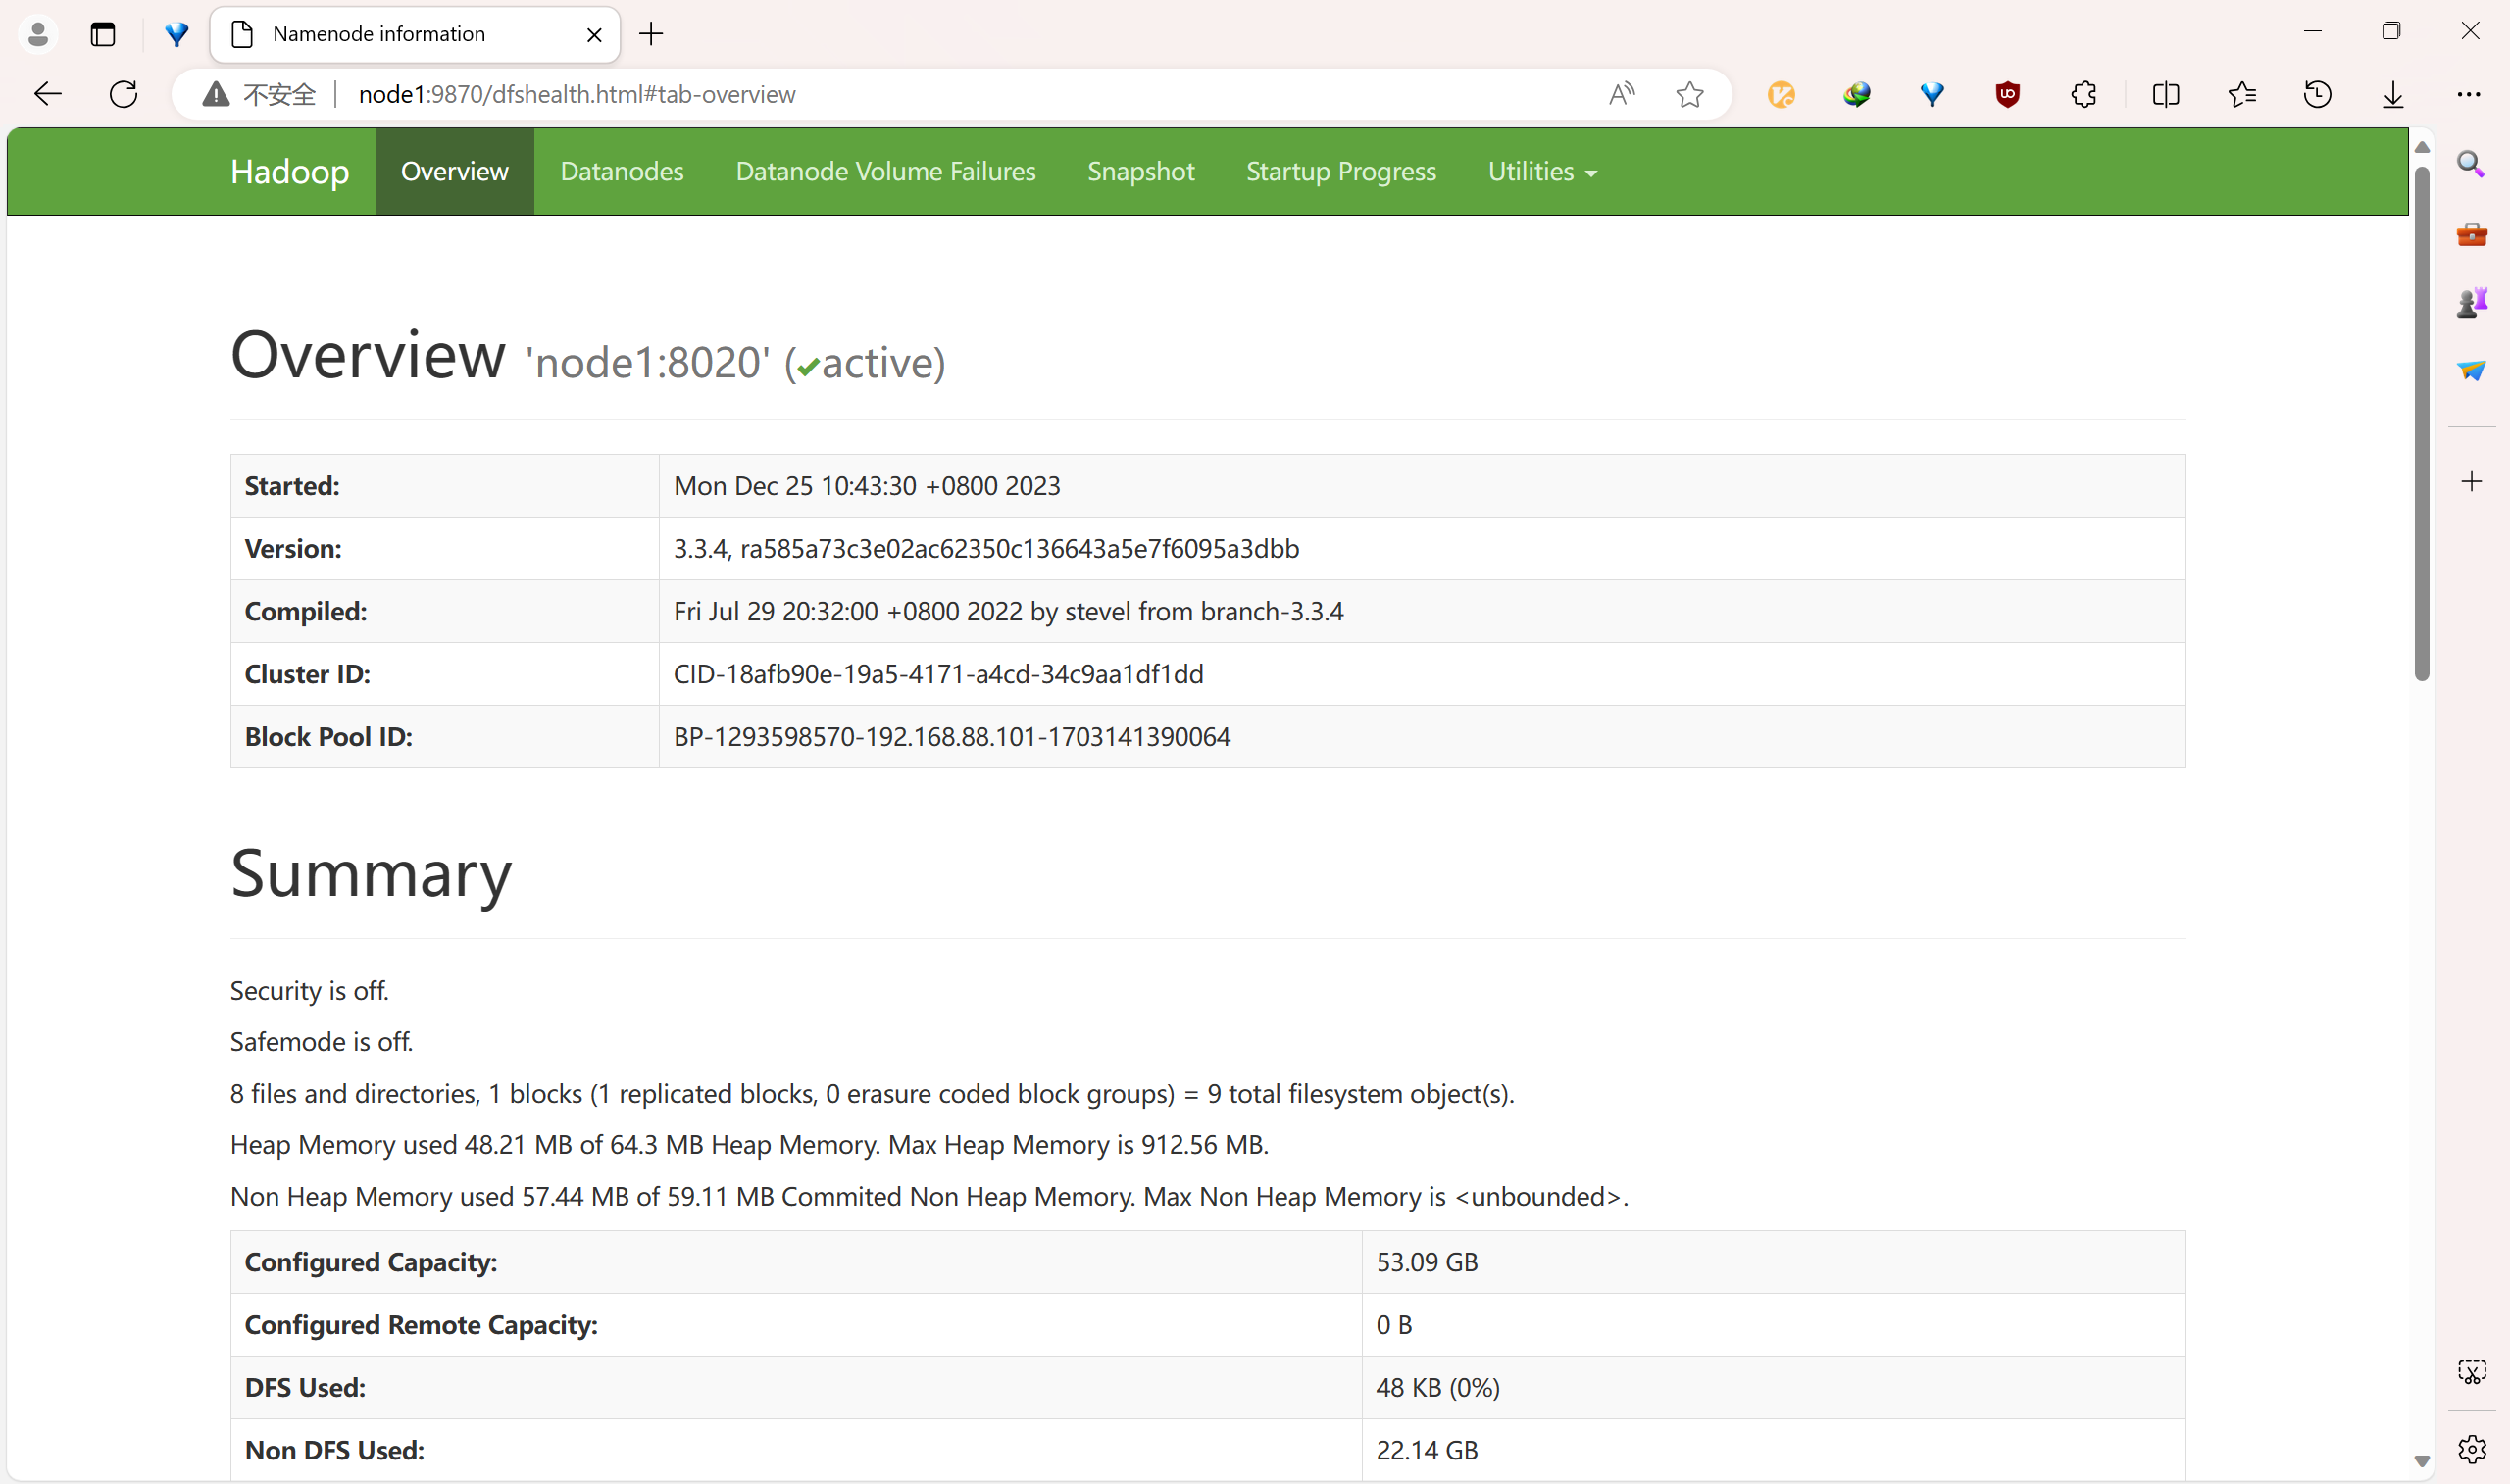 Namenode information
不安全 node1:9870/dfshealth.html#tab-overview
Hadoop Overview Datanodes Datanode Volume Failures Snapshot Startup Progress Utilities
Overview 'node1:8020' (✔active)
Started: Mon Dec 25 10:43:30 +0800 2023
Version: 3.3.4, ra585a73c3e02ac62350c136643a5e7f6095a3dbb
Compiled: Fri Jul 29 20:32:00 +0800 2022 by stevel from branch-3.3.4
Cluster ID: CID-18afb90e-19a5-4171-a4cd-34c9aa1df1dd
Block Pool ID: BP-1293598570-192.168.88.101-1703141390064
Summary
Security is off.
Safemode is off.
8 files and directories, 1 blocks (1 replicated blocks, 0 erasure coded block groups) = 9 total filesystem object(s).
Heap Memory used 48.21 MB of 64.3 MB Heap Memory. Max Heap Memory is 912.56 MB.
Non Heap Memory used 57.44 MB of 59.11 MB Commited Non Heap Memory. Max Non Heap Memory is <unbounded>.
Configured Capacity: 53.09 GB
Configured Remote Capacity: 0 B
DFS Used: 48 KB (0%)
Non DFS Used: 22.14 GB